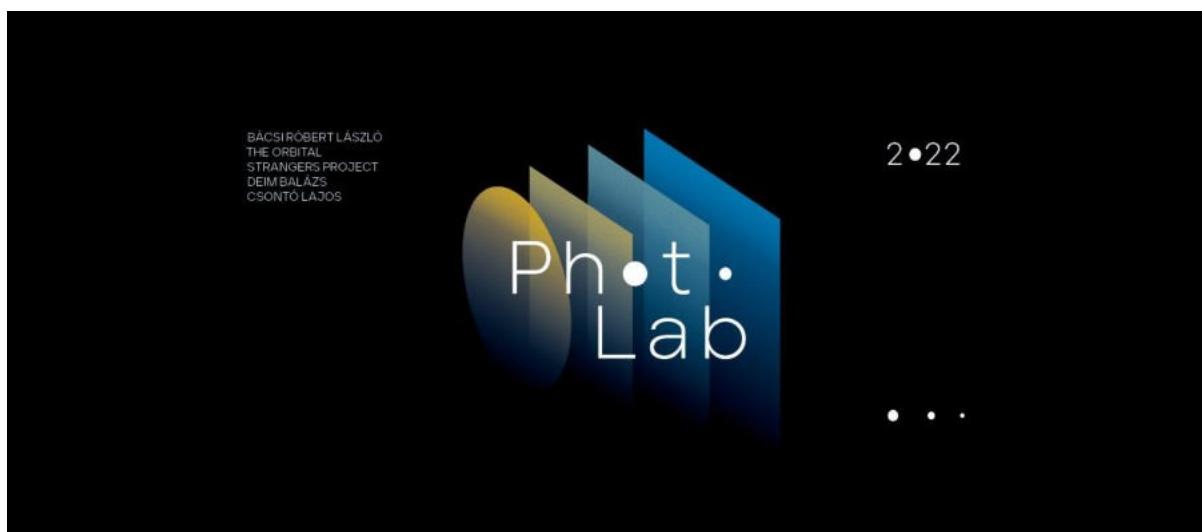 BÁCSI RÓBERT LÁSZLÓ
THE ORBITAL
STRANGERS PROJECT
DEIM BALÁZS
CSONTÓ LAJOS
2•22
Ph•t•
Lab